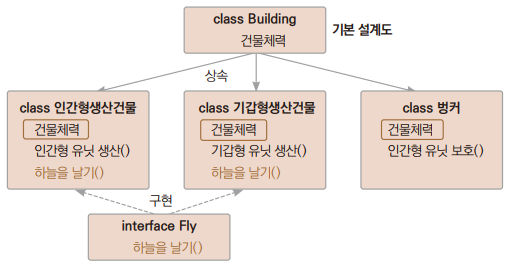 class Building
건물체력
기본 설계도
상속
class 인간형생산건물
건물체력
인간형 유닛 생산()
하늘을 날기()
class 기갑형생산건물
건물체력
기갑형 유닛 생산()
하늘을 날기()
class 벙커
건물체력
인간형 유닛 보호()
구현
interface Fly
하늘을 날기()